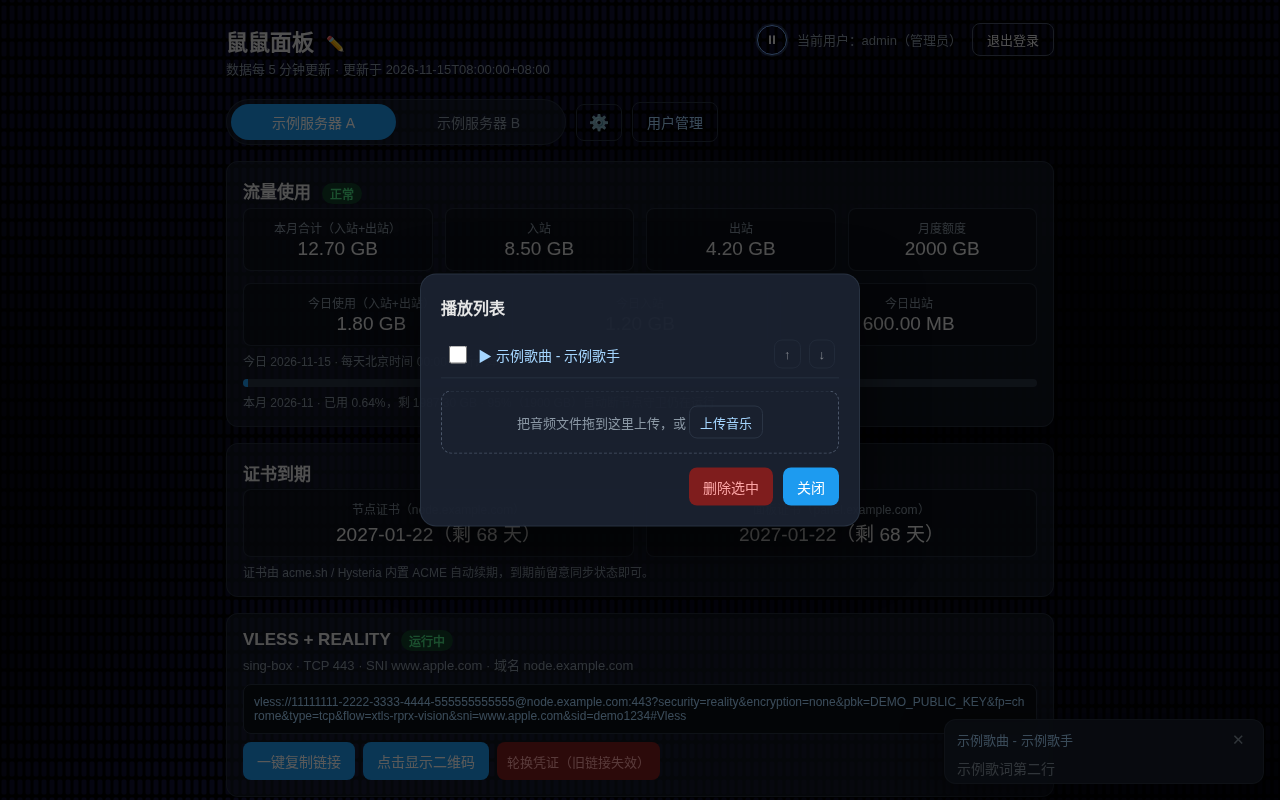 鼠鼠面板 ✏️
当前用户：admin（管理员）
退出登录
数据每 5 分钟更新 · 更新于 2026-11-15T08:00:00+08:00
示例服务器 A
示例服务器 B
用户管理
流量使用 正常
本月合计（入站+出站）
12.70 GB
入站
8.50 GB
出站
4.20 GB
月度额度
2000 GB
今日使用（入站+出站
1.80 GB
1.20 GB
今日出站
600.00 MB
今日 2026-11-15 · 每天北京时间
本月 2026-11 · 已用 0.64%，剩 1
播放列表
▶ 示例歌曲 - 示例歌手
↑ ↓
把音频文件拖到这里上传，或 上传音乐
删除选中 关闭
证书到期
节点证书（no
2027-01-22（剩 68 天）
ample.com）
2027-01-22（剩 68 天）
证书由 acme.sh / Hysteria 内置 ACME 自动续期，到期前留意同步状态即可。
VLESS + REALITY 运行中
sing-box · TCP 443 · SNI www.apple.com · 域名 node.example.com
vless://11111111-2222-3333-4444-555555555555@node.example.com:443?security=reality&encryption=none&pbk=DEMO_PUBLIC_KEY&fp=ch
rome&type=tcp&flow=xtls-rprx-vision&sni=www.apple.com&sid=demo1234#Vless
一键复制链接 点击显示二维码 轮换凭证（旧链接失效）
示例歌曲 - 示例歌手 ✕
示例歌词第二行